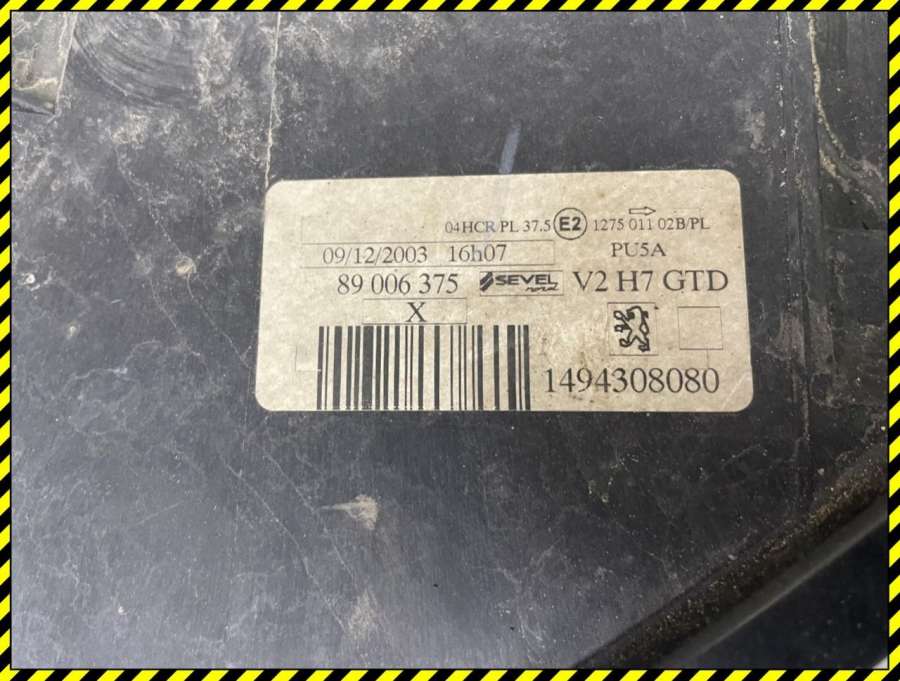 04HCR/PL 37.5 E2 1275 011 02B/PL
09/12/2003 16h07 PU5A
89 006 375 SEVEL V2 H7 GTD
X
1494308080